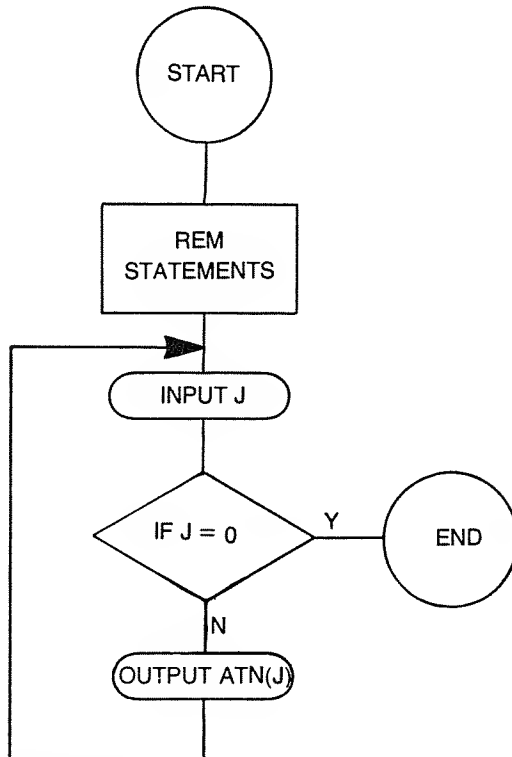 START
REM
STATEMENTS
INPUT J
IF J = 0
Y
END
N
OUTPUT ATN(J)